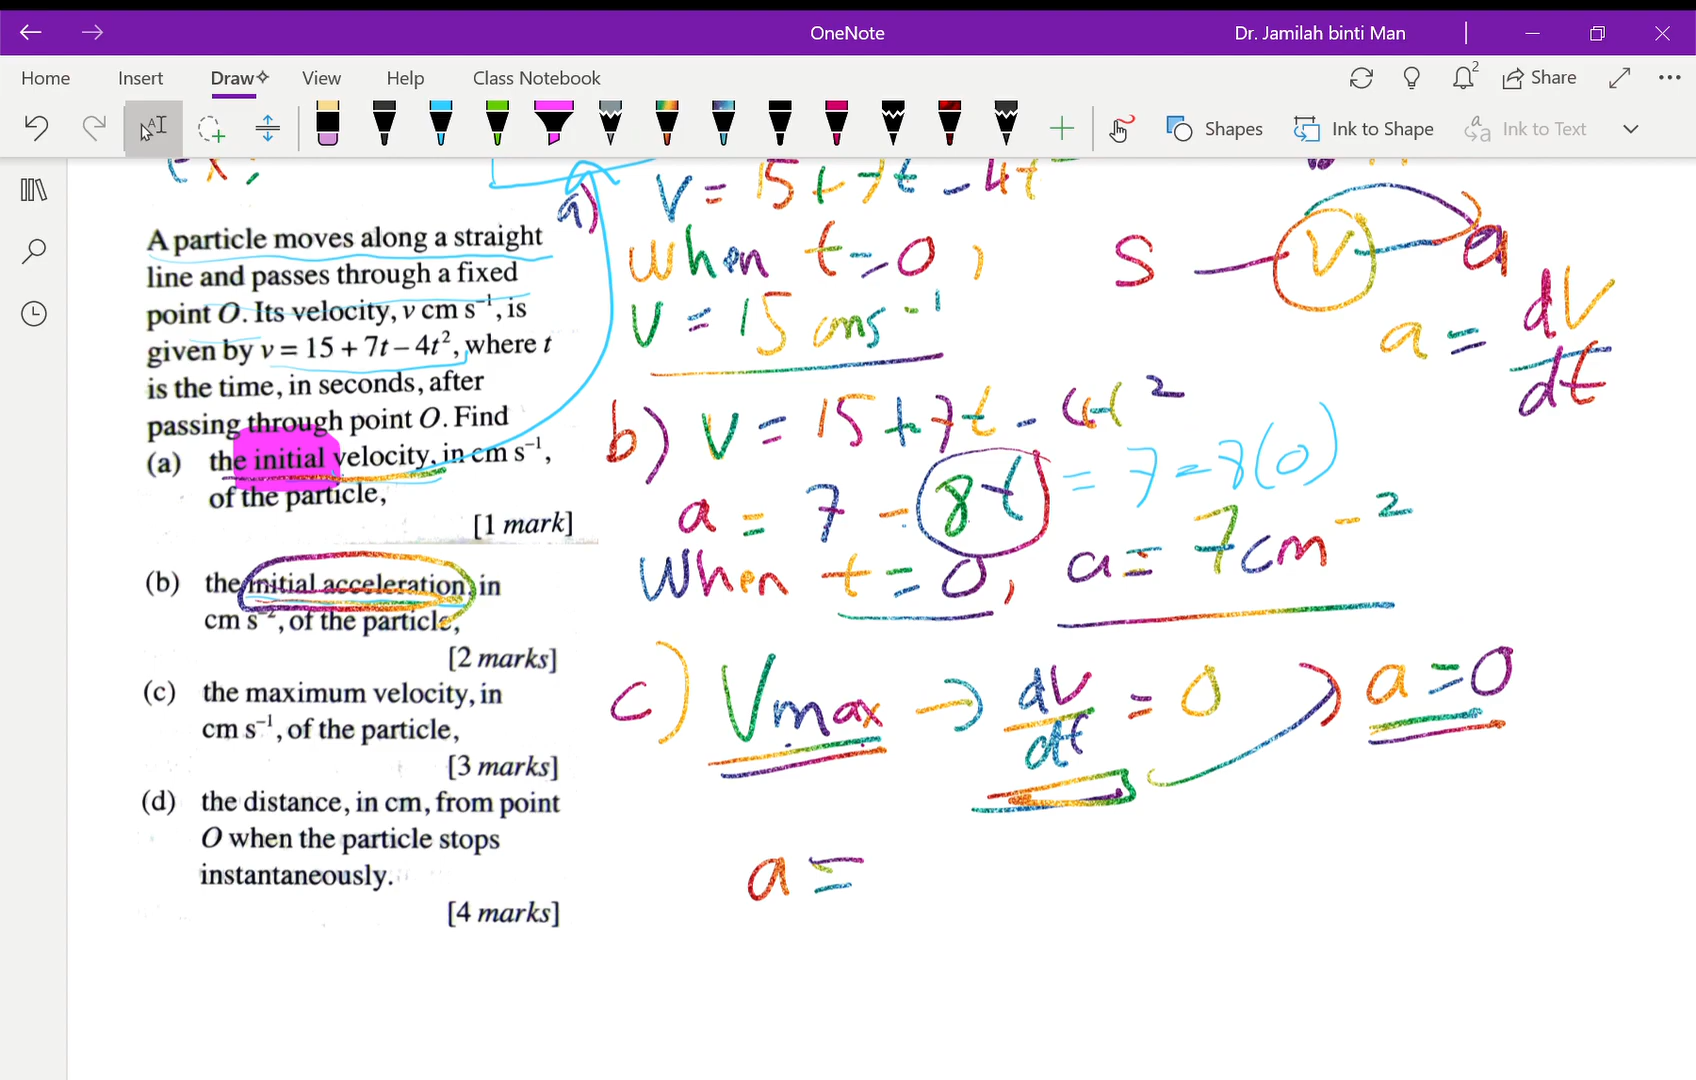 OneNote
Dr. Jamilah binti Man
Home Insert Draw View Help Class Notebook
2
Share
Shapes
Ink to Shape
Ink to Text
Ex;
a) v = 15 + 7t - 4t
A particle moves along a straight
line and passes through a fixed
point O. Its velocity, v cm s⁻¹, is
given by v = 15 + 7t – 4t², where t
is the time, in seconds, after
passing through point O. Find
(a) the initial velocity, in cm s⁻¹,
of the particle,
[1 mark]
(b) the initial acceleration, in
cm s⁻², of the particle,
[2 marks]
(c) the maximum velocity, in
cm s⁻¹, of the particle,
[3 marks]
(d) the distance, in cm, from point
O when the particle stops
instantaneously.
[4 marks]
When t=0,
v = 15 cms⁻¹
s v a
a = dv/dt
b) v = 15 + 7t - 4t²
a = 7 - 8t = 7 - 8(0)
When t = 0, a = 7cm⁻²
c) Vmax → dv/dt = 0 a = 0
a =